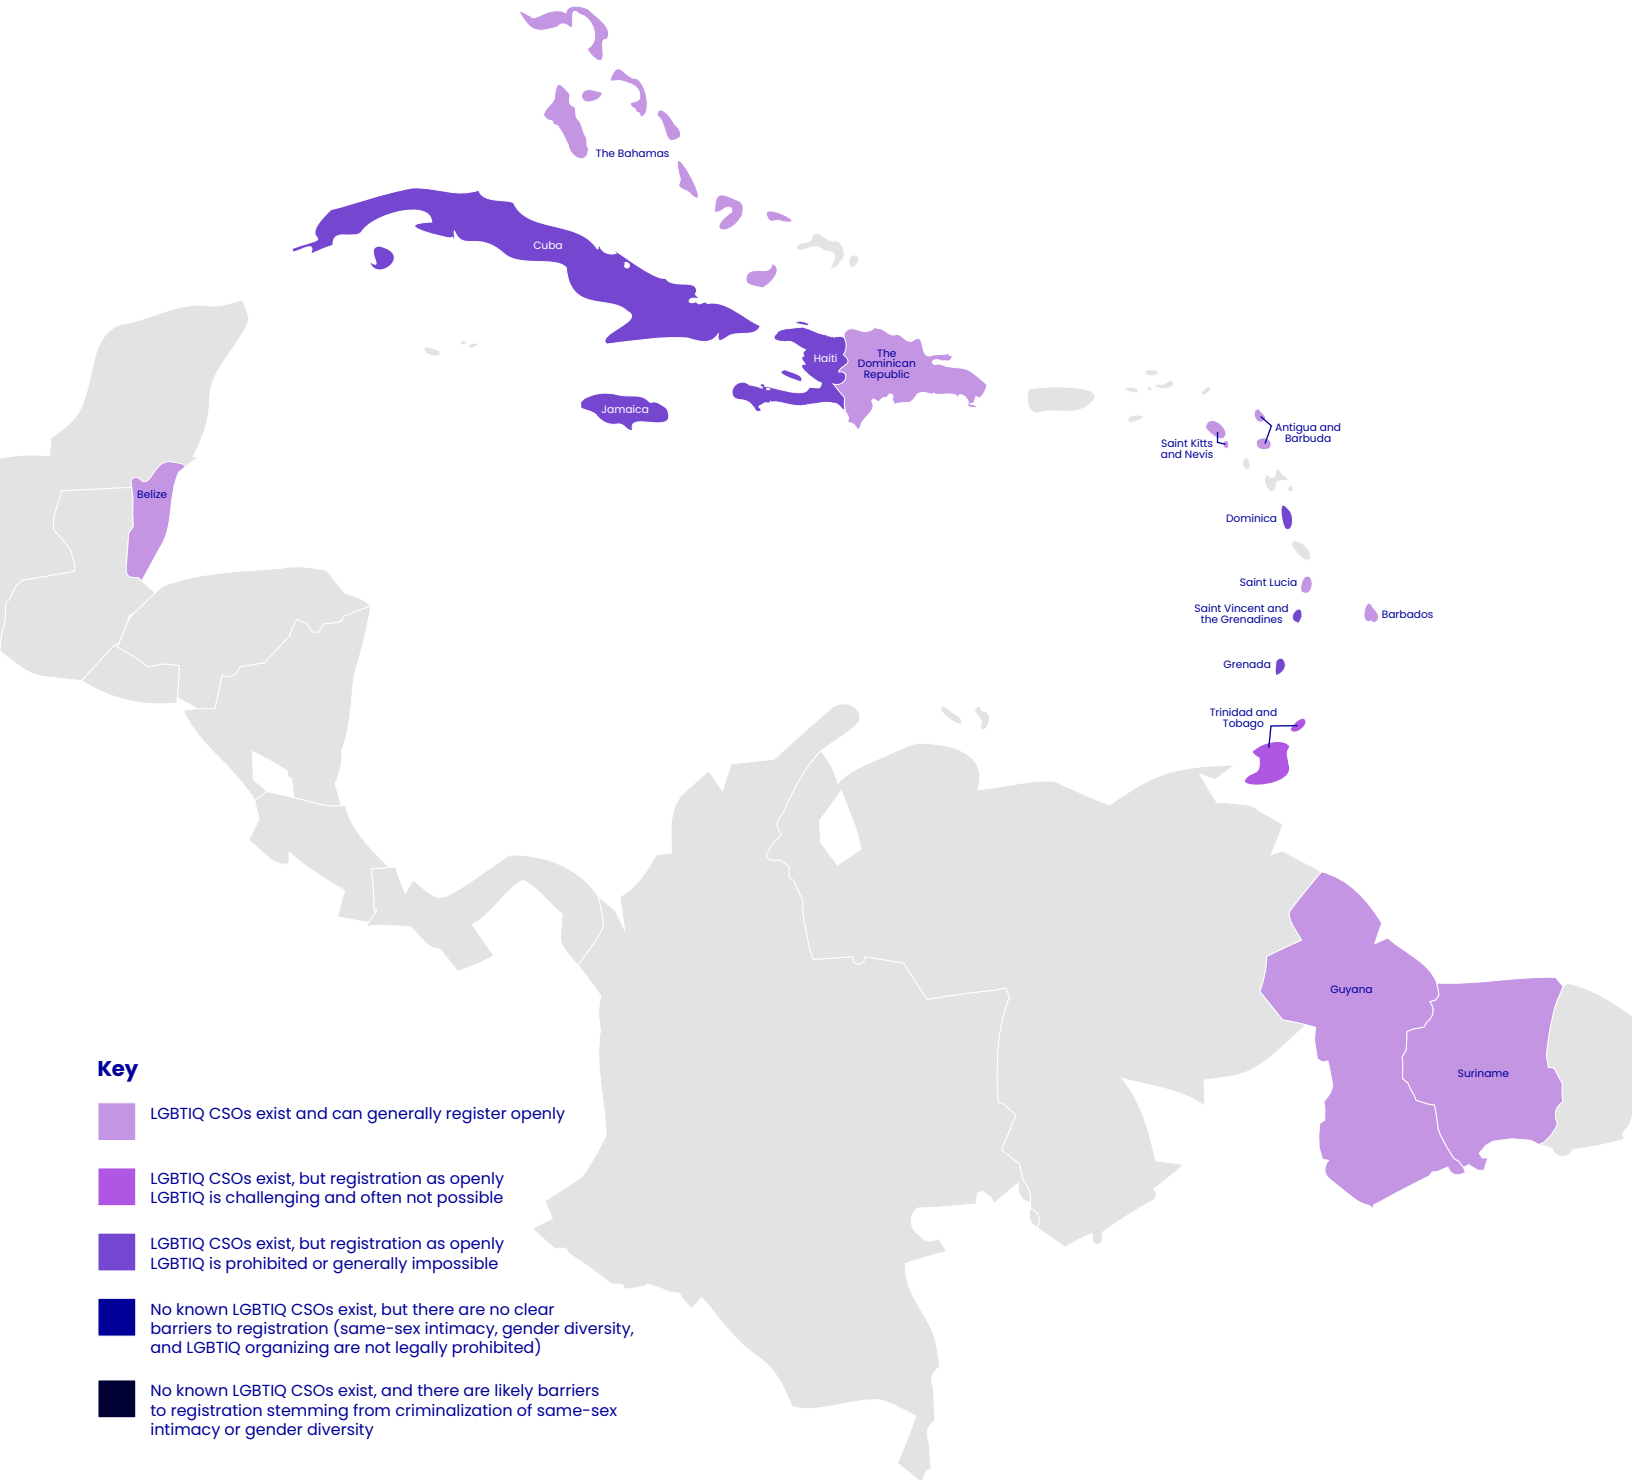 The Bahamas
Cuba
Haiti
The
Dominican
Republic
Jamaica
Saint Kitts
and Nevis
Antigua and
Barbuda
Belize
Dominica
Saint Lucia
Saint Vincent and
the Grenadines
Barbados
Grenada
Trinidad and
Tobago
Guyana
Suriname
Key
LGBTIQ CSOs exist and can generally register openly
LGBTIQ CSOs exist, but registration as openly
LGBTIQ is challenging and often not possible
LGBTIQ CSOs exist, but registration as openly
LGBTIQ is prohibited or generally impossible
No known LGBTIQ CSOs exist, but there are no clear
barriers to registration (same-sex intimacy, gender diversity,
and LGBTIQ organizing are not legally prohibited)
No known LGBTIQ CSOs exist, and there are likely barriers
to registration stemming from criminalization of same-sex
intimacy or gender diversity